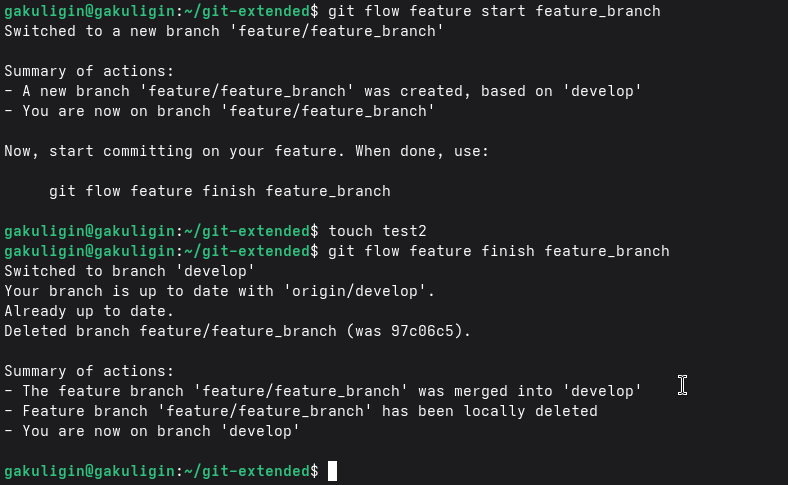 gakuligin@gakuligin:~/git-extended$ git flow feature start feature_branch
Switched to a new branch 'feature/feature_branch'
Summary of actions:
- A new branch 'feature/feature_branch' was created, based on 'develop'
- You are now on branch 'feature/feature_branch'
Now, start committing on your feature. When done, use:
git flow feature finish feature_branch
gakuligin@gakuligin:~/git-extended$ touch test2
gakuligin@gakuligin:~/git-extended$ git flow feature finish feature_branch
Switched to branch 'develop'
Your branch is up to date with 'origin/develop'.
Already up to date.
Deleted branch feature/feature_branch (was 97c06c5).
Summary of actions:
- The feature branch 'feature/feature_branch' was merged into 'develop'
- Feature branch 'feature/feature_branch' has been locally deleted
- You are now on branch 'develop'
gakuligin@gakuligin:~/git-extended$